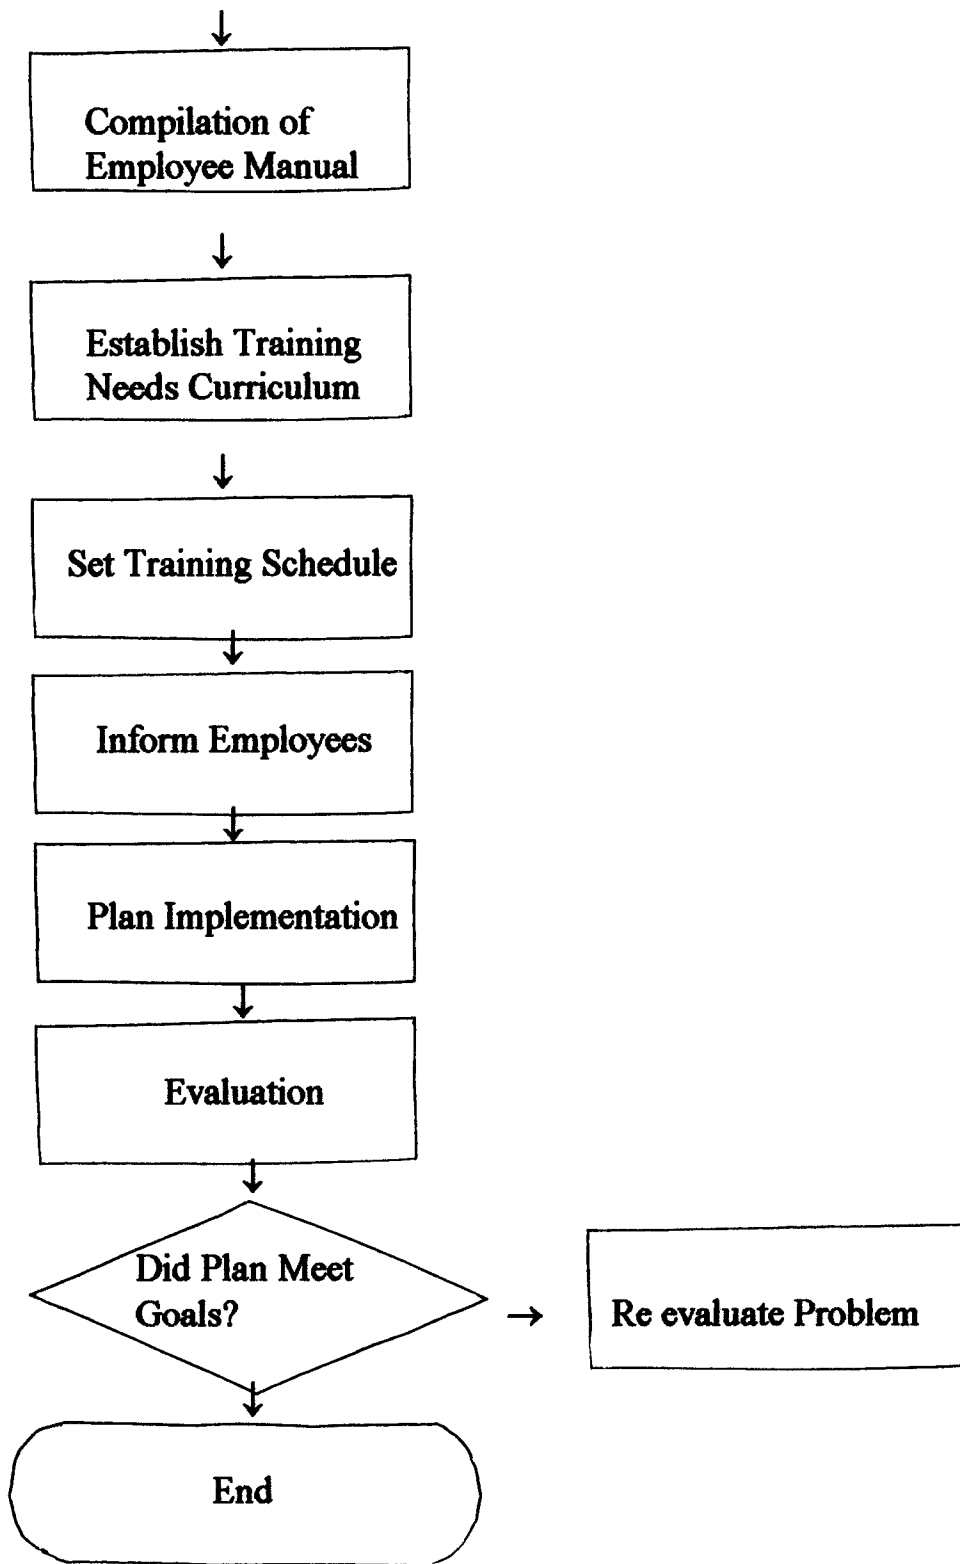 Compilation of
Employee Manual
Establish Training
Needs Curriculum
Set Training Schedule
Inform Employees
Plan Implementation
Evaluation
Did Plan Meet
Goals?
Re evaluate Problem
End